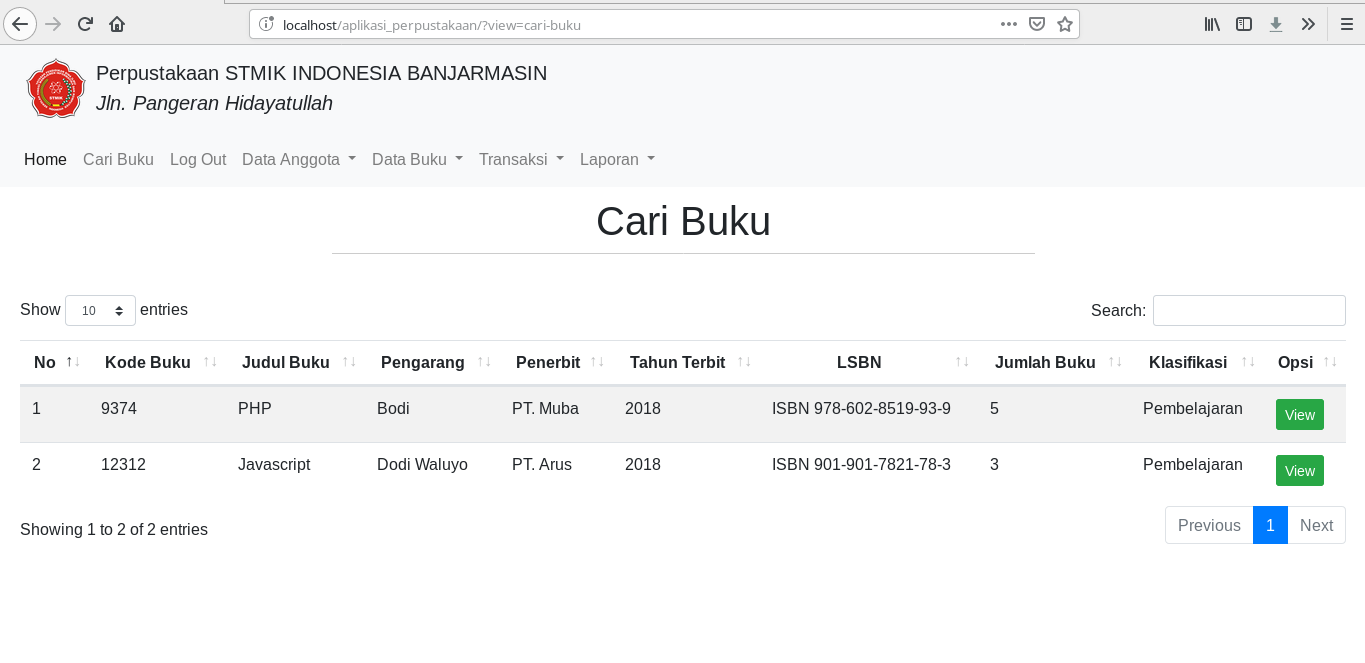 localhost/aplikasi_perpustakaan/?view=cari-buku
Perpustakaan STMIK INDONESIA BANJARMASIN
Jln. Pangeran Hidayatullah
Home Cari Buku Log Out Data Anggota Data Buku Transaksi Laporan
Cari Buku
Show 10 entries Search:
No Kode Buku Judul Buku Pengarang Penerbit Tahun Terbit LSBN Jumlah Buku Klasifikasi Opsi
1 9374 PHP Bodi PT. Muba 2018 ISBN 978-602-8519-93-9 5 Pembelajaran View
2 12312 Javascript Dodi Waluyo PT. Arus 2018 ISBN 901-901-7821-78-3 3 Pembelajaran View
Showing 1 to 2 of 2 entries Previous 1 Next